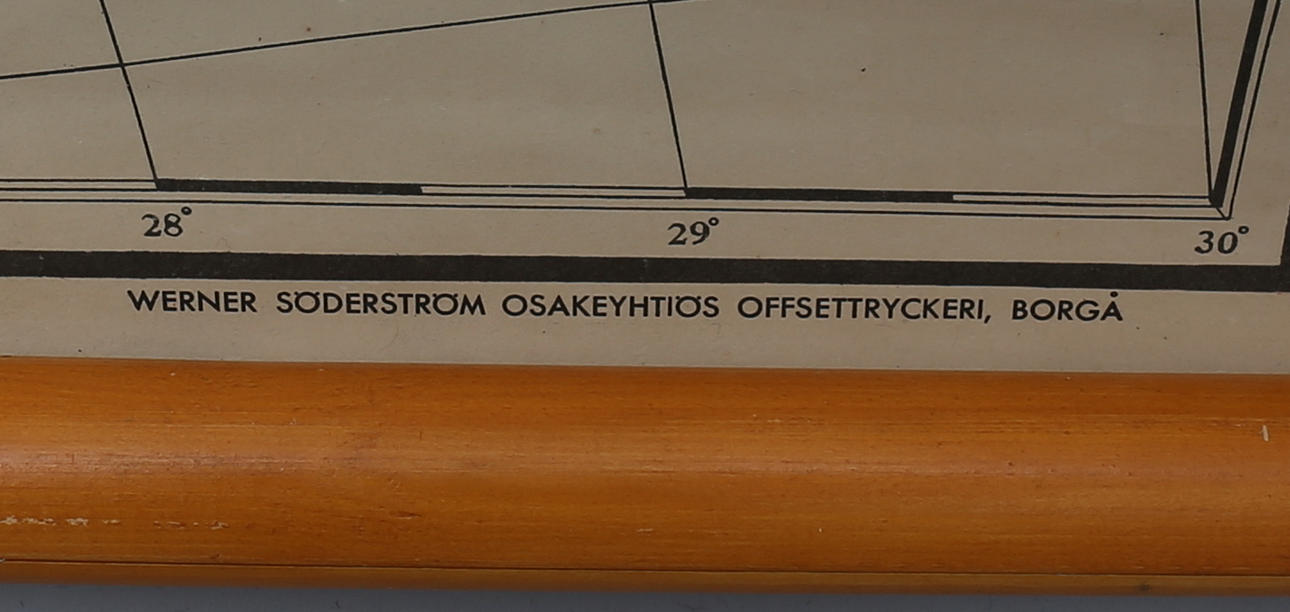 28° 29° 30°
WERNER SÖDERSTRÖM OSAKEYHTIÖS OFFSETTRYCKERI, BORGÅ